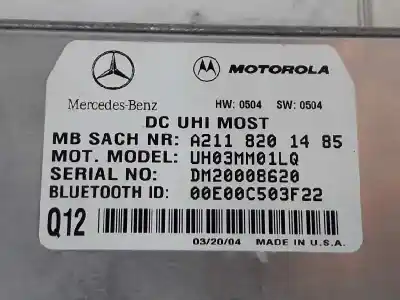 MOTOROLA
Mercedes-Benz HW: 0504 SW: 0504
DC UHI MOST
MB SACH NR: A211 820 14 85
MOT. MODEL: UH03MM01LQ
SERIAL NO: DM20008620
BLUETOOTH ID: 00E00C503F22
Q12
03/20/04 MADE IN U.S.A.